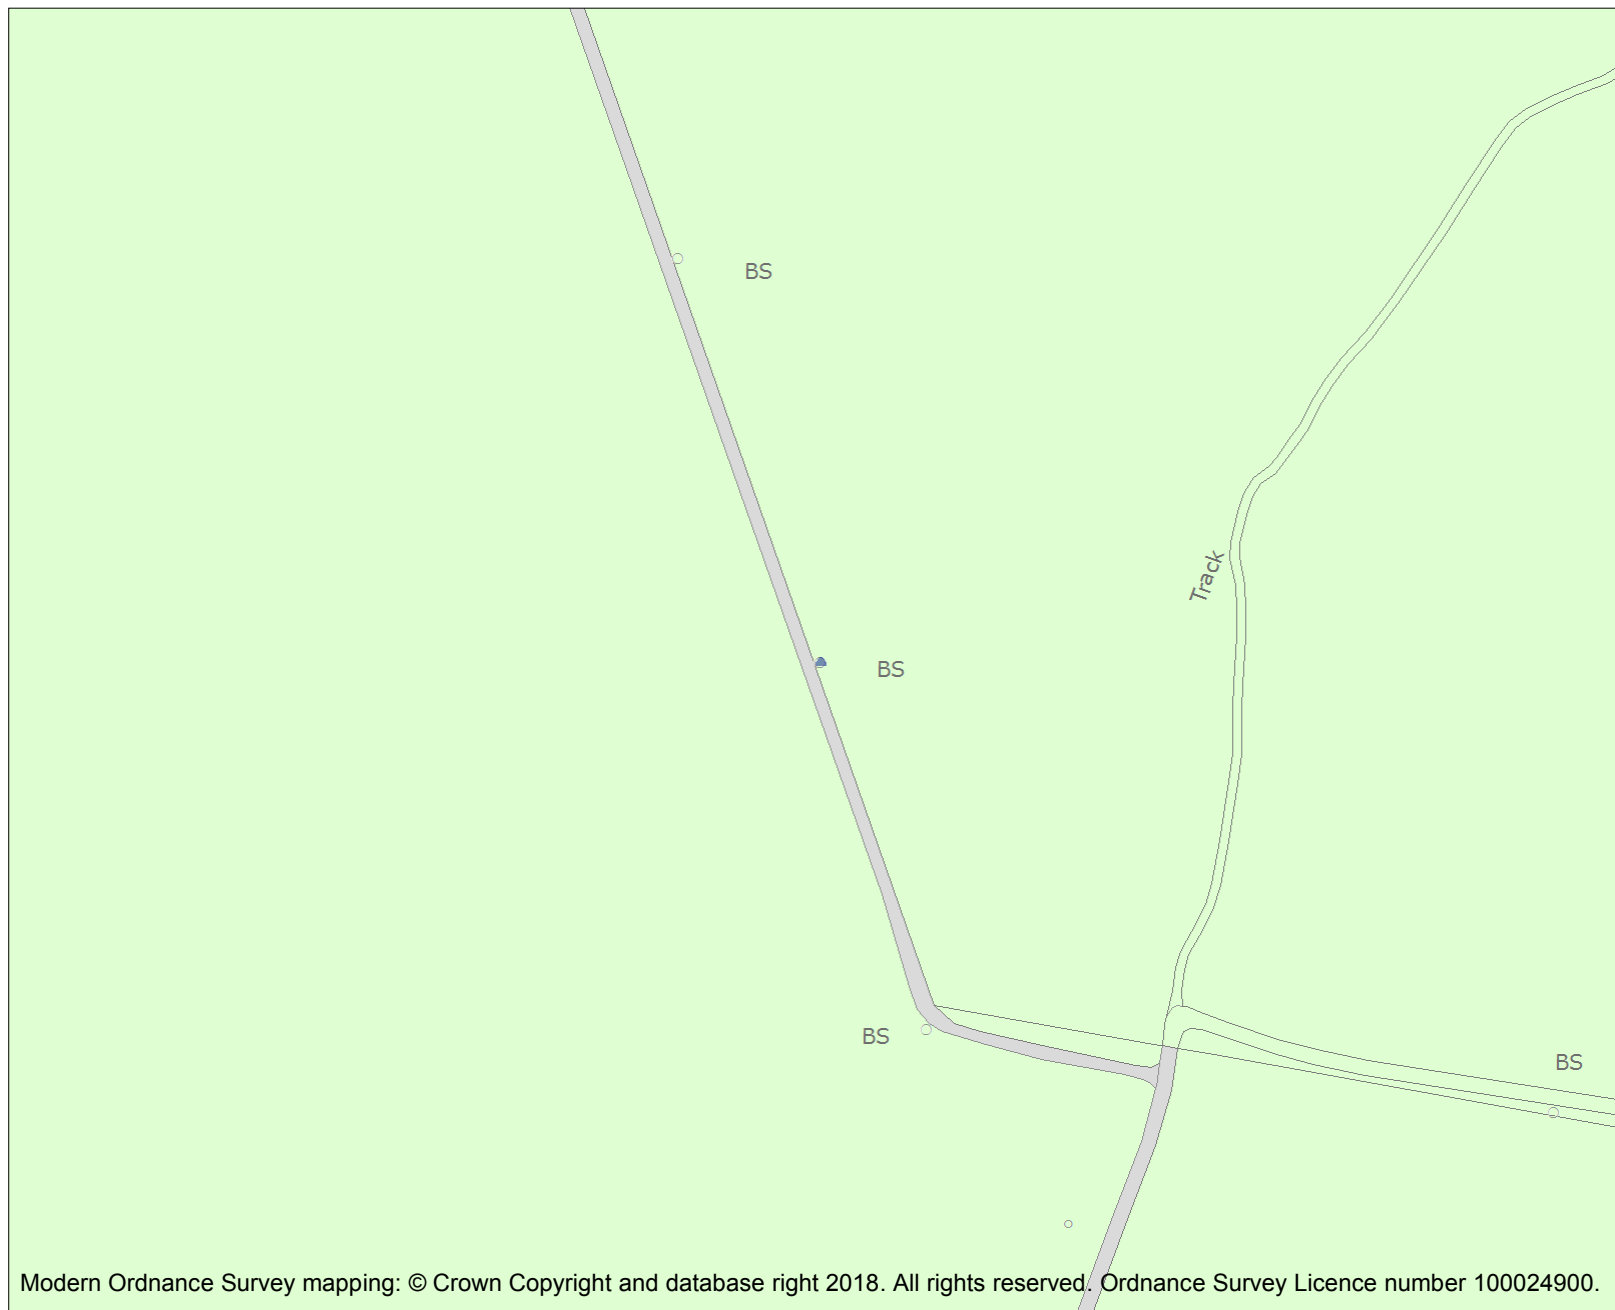 BS
Track
BS
BS
BS
Modern Ordnance Survey mapping: © Crown Copyright and database right 2018. All rights reserved. Ordnance Survey Licence number 100024900.